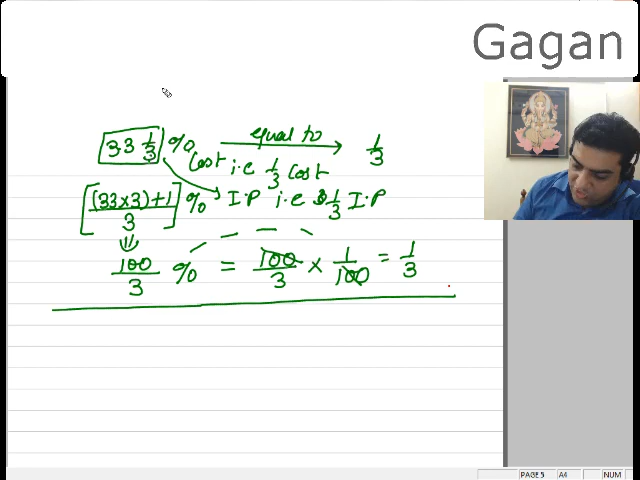 Gagan
33 1/3 % equal to 1/3
Cost i.e 1/3 Cost
[(33 x 3) + 1 / 3] % I.P i.e 1/3 I.P
100/3 % = 100/3 x 1/100 = 1/3
PAGE 5 A4 NUM